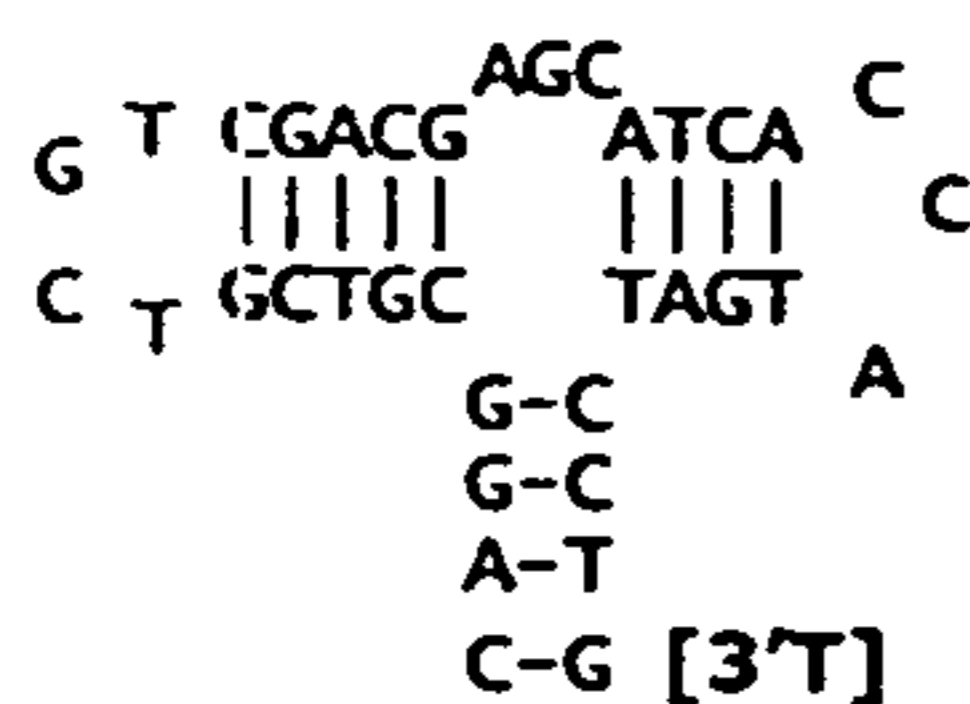 AGC
C
G T CGACG ATCA
C
C T GCTGC TAGT
A
G-C
G-C
A-T
C-G [3'T]